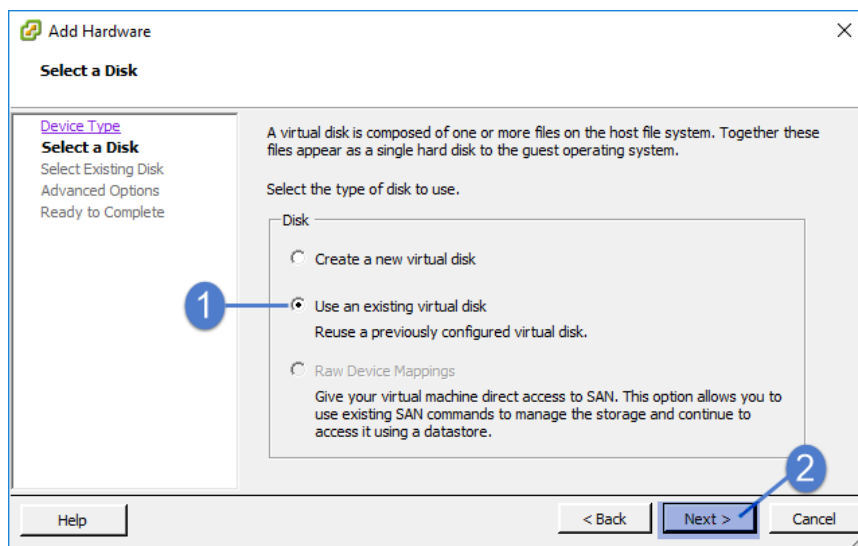 Add Hardware
Select a Disk
Device Type
Select a Disk
Select Existing Disk
Advanced Options
Ready to Complete
A virtual disk is composed of one or more files on the host file system. Together these
files appear as a single hard disk to the guest operating system.
Select the type of disk to use.
Disk
Create a new virtual disk
1
Use an existing virtual disk
Reuse a previously configured virtual disk.
Raw Device Mappings
Give your virtual machine direct access to SAN. This option allows you to
use existing SAN commands to manage the storage and continue to
access it using a datastore.
2
Help
< Back
Next >
Cancel